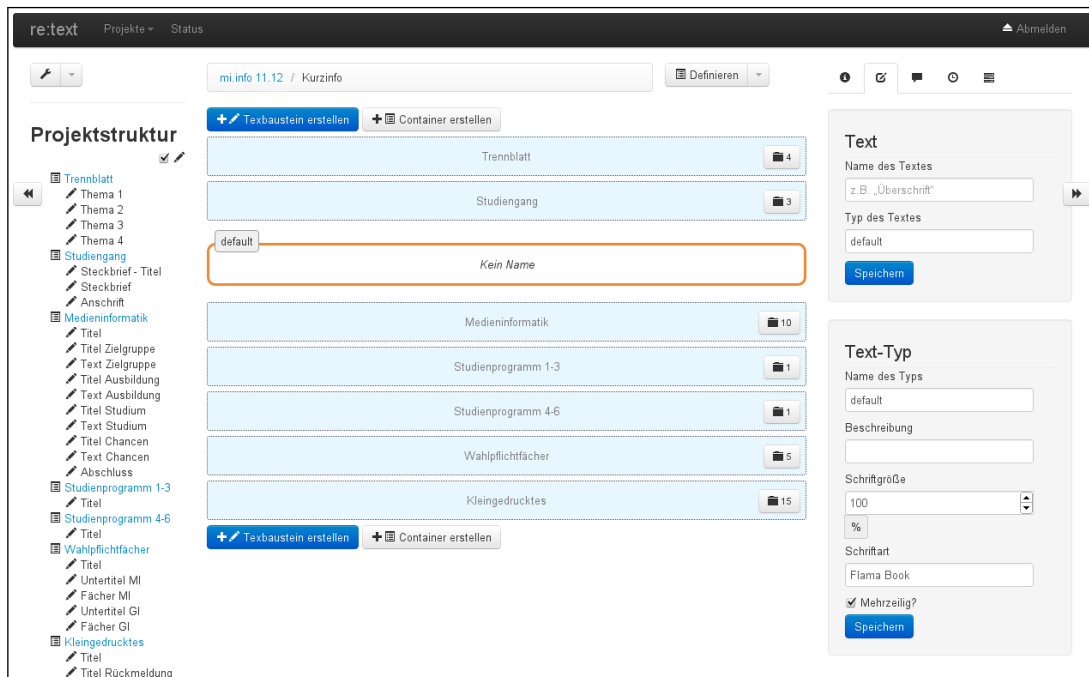 re:text Projekte Status Abmelden
mi.info 11.12 / Kurzinfo
Definieren
Projektstruktur
Trennblatt
Thema 1
Thema 2
Thema 3
Thema 4
Studiengang
Steckbrief - Titel
Steckbrief
Anschrift
Medieninformatik
Titel
Titel Zielgruppe
Text Zielgruppe
Titel Ausbildung
Text Ausbildung
Titel Studium
Text Studium
Titel Chancen
Text Chancen
Abschluss
Studienprogramm 1-3
Titel
Studienprogramm 4-6
Titel
Wahlpflichtfächer
Titel
Untertitel MI
Fächer MI
Untertitel GI
Fächer GI
Kleingedrucktes
Titel
Titel Rückmeldung
Texbaustein erstellen Container erstellen
Trennblatt 4
Studiengang 3
default
Kein Name
Medieninformatik 10
Studienprogramm 1-3 1
Studienprogramm 4-6 1
Wahlpflichtfächer 5
Kleingedrucktes 15
Texbaustein erstellen Container erstellen
Text
Name des Textes
z.B. „Überschrift“
Typ des Textes
default
Speichern
Text-Typ
Name des Typs
default
Beschreibung
Schriftgröße
100
%
Schriftart
Flama Book
Mehrzeilig?
Speichern